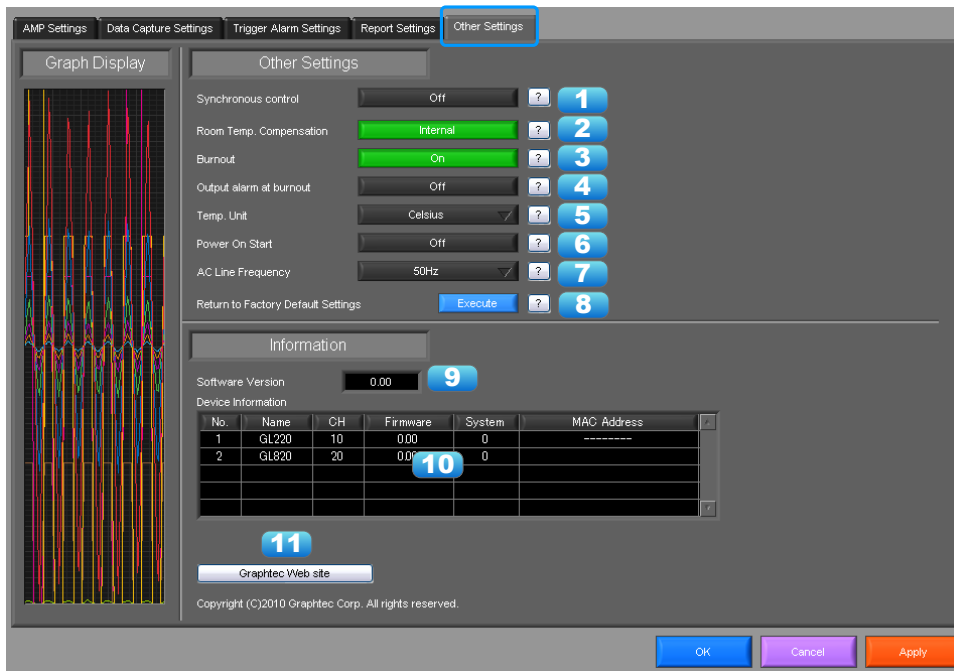 AMP Settings Data Capture Settings Trigger Alarm Settings Report Settings Other Settings
Graph Display
Other Settings
Synchronous control Off ? 1
Room Temp. Compensation Internal ? 2
Burnout On ? 3
Output alarm at burnout Off ? 4
Temp. Unit Celsius ? 5
Power On Start Off ? 6
AC Line Frequency 50Hz ? 7
Return to Factory Default Settings Execute ? 8
Information
Software Version 0.00 9
Device Information
No. Name CH Firmware System MAC Address
1 GL220 10 0.00 0 --------
2 GL820 20 0.00 0
10
11
Graphtec Web site
Copyright (C)2010 Graphtec Corp. All rights reserved.
OK Cancel Apply